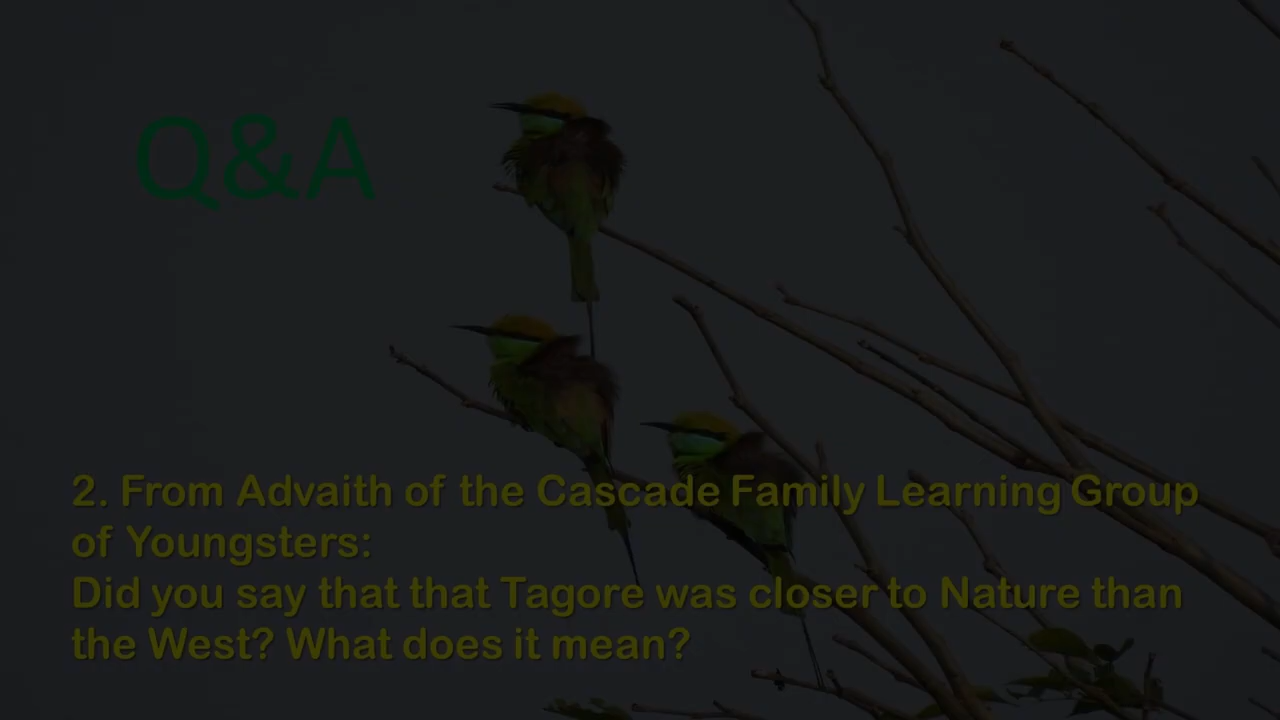 Q&A
2. From Advaith of the Cascade Family Learning Group
of Youngsters:
Did you say that that Tagore was closer to Nature than
the West? What does it mean?